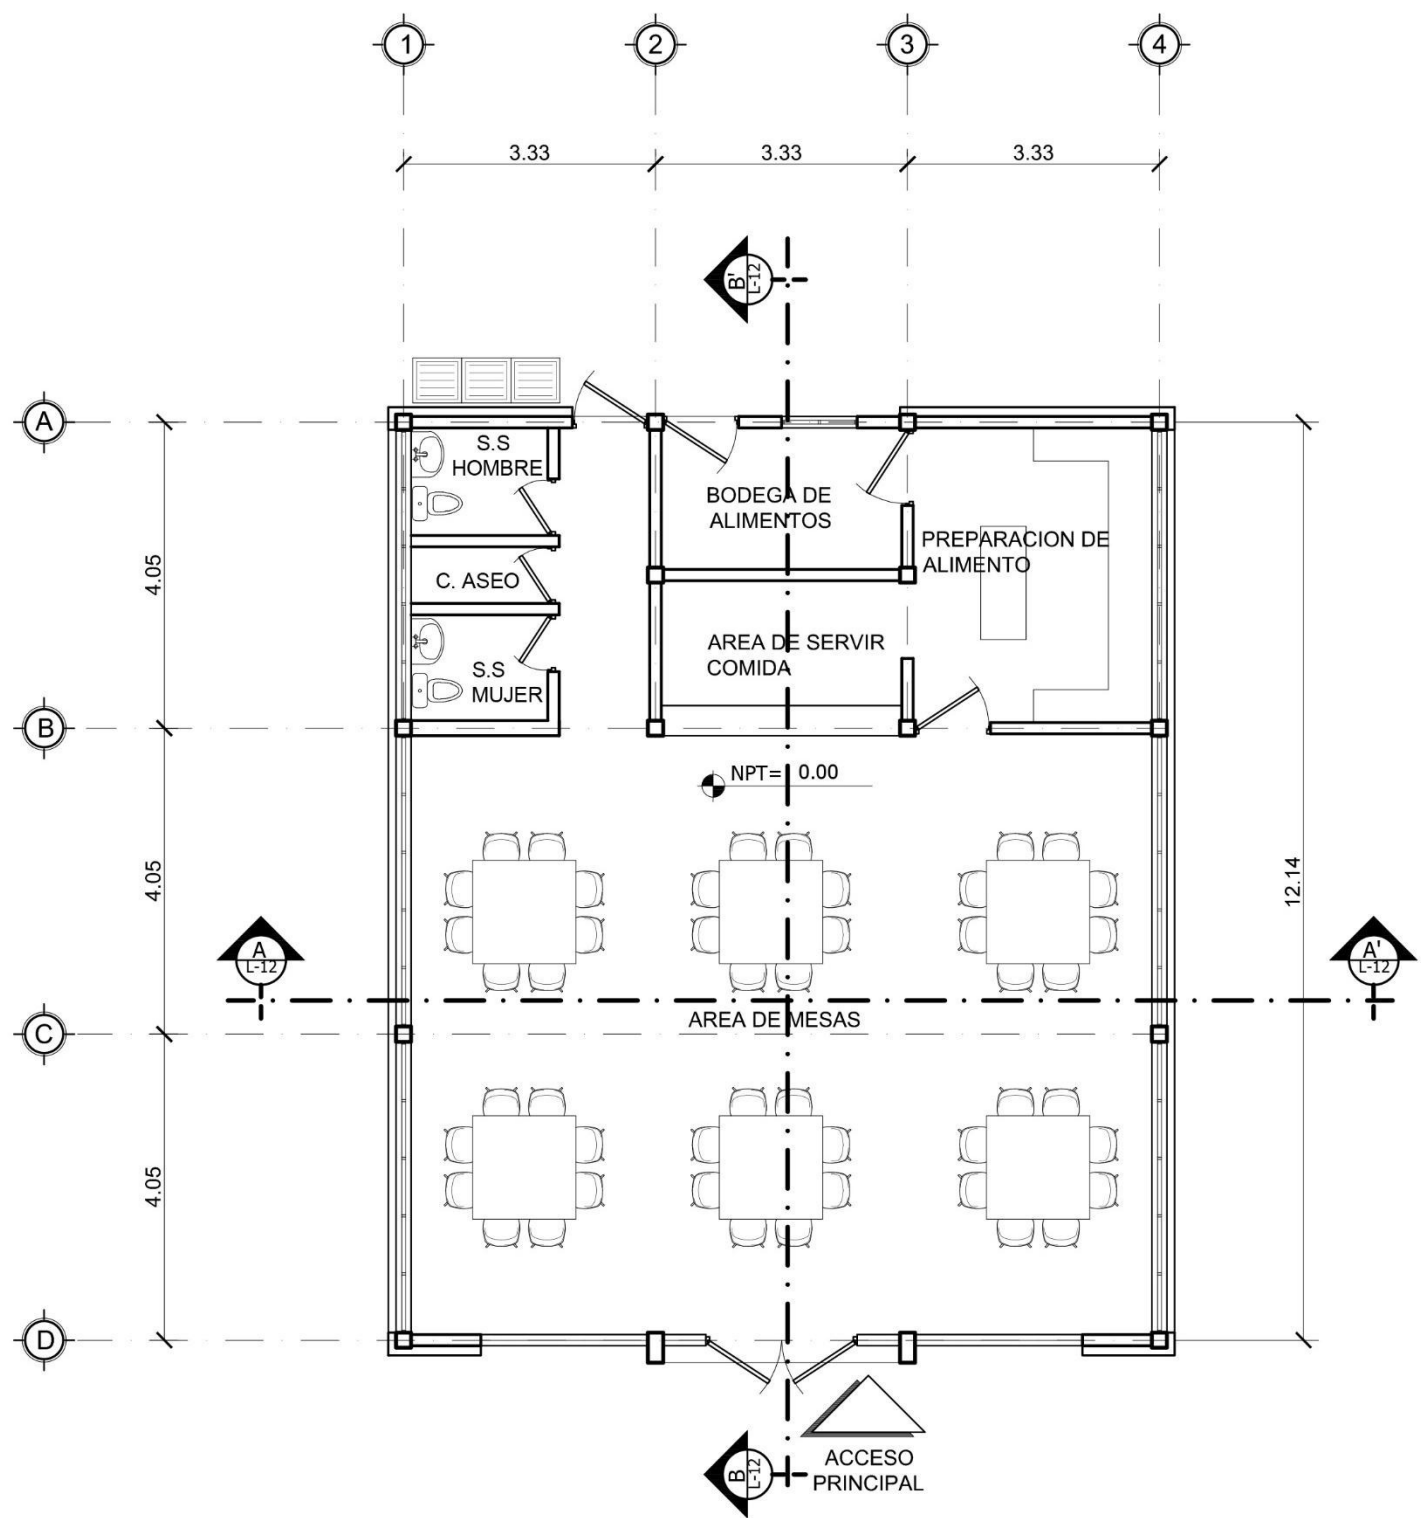 1
2
3
4
3.33
3.33
3.33
B'
L-12
A
S.S
HOMBRE
BODEGA DE
ALIMENTOS
PREPARACION DE
ALIMENTO
4.05
C. ASEO
AREA DE SERVIR
COMIDA
S.S
MUJER
B
NPT= 0.00
4.05
12.14
A
L-12
A'
L-12
AREA DE MESAS
C
4.05
D
ACCESO
PRINCIPAL
B
L-12